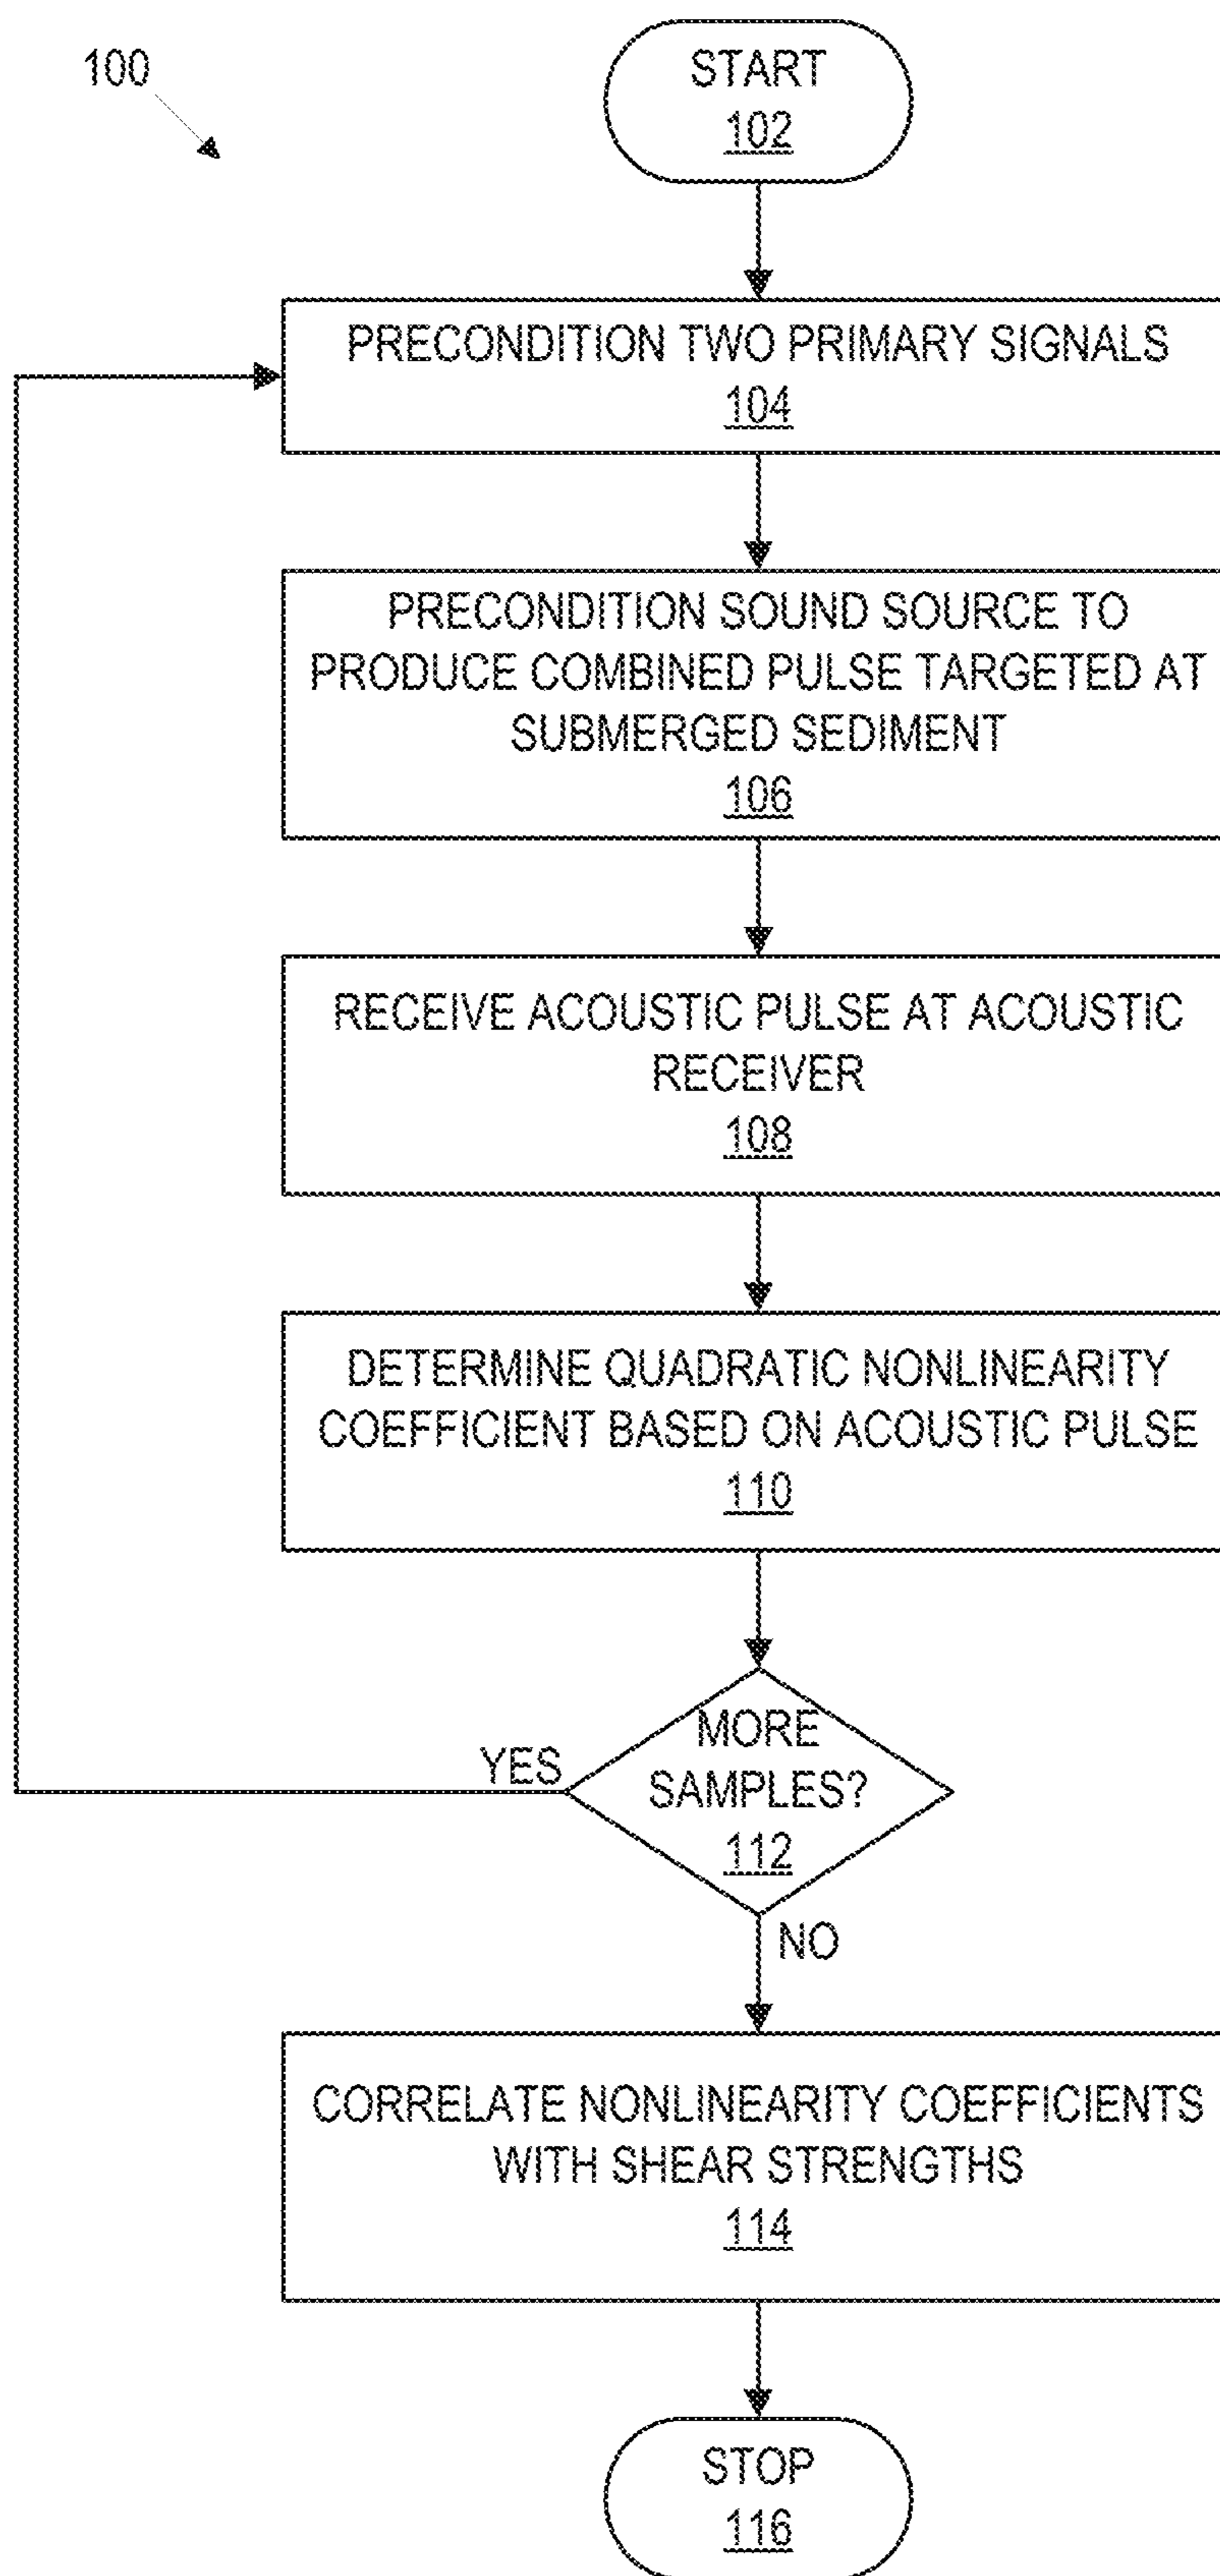 100
START
102
PRECONDITION TWO PRIMARY SIGNALS
104
PRECONDITION SOUND SOURCE TO
PRODUCE COMBINED PULSE TARGETED AT
SUBMERGED SEDIMENT
106
RECEIVE ACOUSTIC PULSE AT ACOUSTIC
RECEIVER
108
DETERMINE QUADRATIC NONLINEARITY
COEFFICIENT BASED ON ACOUSTIC PULSE
110
MORE
YES
SAMPLES?
112
NO
CORRELATE NONLINEARITY COEFFICIENTS
WITH SHEAR STRENGTHS
114
STOP
116